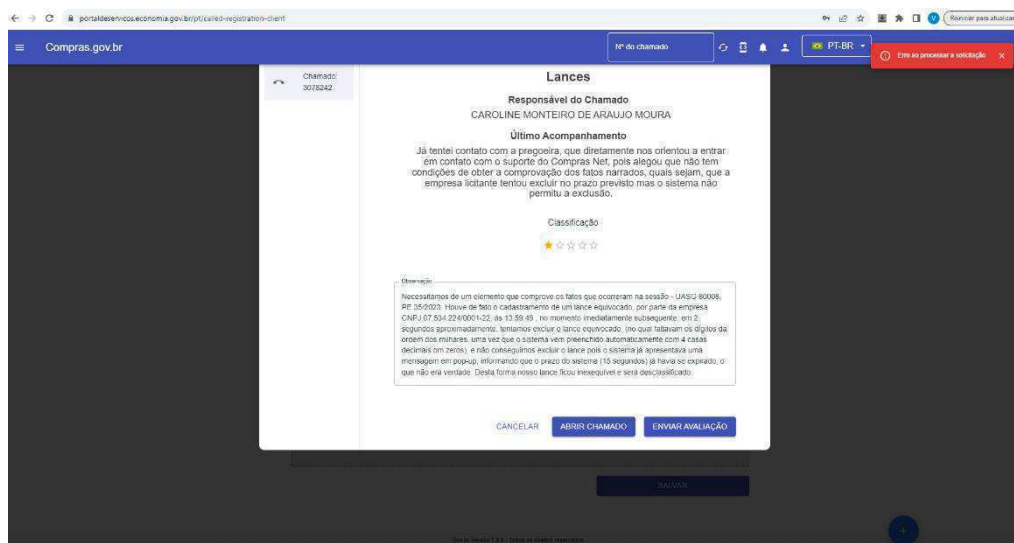 portaldeservicos.economia.gov.br/pt/called-registration-client
Reiniciar para atualizar
Compras.gov.br
Nº do chamado
PT-BR
Erro ao processar a solicitação
Chamado:
3078242
Lances
Responsável do Chamado
CAROLINE MONTEIRO DE ARAUJO MOURA
Último Acompanhamento
Já tentei contato com a pregoeira, que diretamente nos orientou a entrar
em contato com o suporte do Compras Net, pois alegou que não tem
condições de obter a comprovação dos fatos narrados, quais sejam, que a
empresa licitante tentou excluir no prazo previsto mas o sistema não
permitu a exclusão.
Classificação
Observação
Necessitamos de um elemento que comprove os fatos que ocorreram na sessão - UASG 80008,
PE 35/2023. Houve de fato o cadastramento de um lance equivocado, por parte da empresa
CNPJ 07.534.224/0001-22, às 13:59:49 , no momento imediatamente subsequente, em 2
segundos aproximadamente, tentamos excluir o lance equivocado, (no qual faltavam os dígitos da
ordem dos milhares, uma vez que o sistema vem preenchido automaticamente com 4 casas
decimais em zeros), e não conseguimos excluir o lance pois o sistema já apresentava uma
mensagem em pop-up, informando que o prazo do sistema (15 segundos) já havia se expirado, o
que não era verdade. Desta forma nosso lance ficou inexequível e será desclassificado.
CANCELAR
ABRIR CHAMADO
ENVIAR AVALIAÇÃO
SALVAR